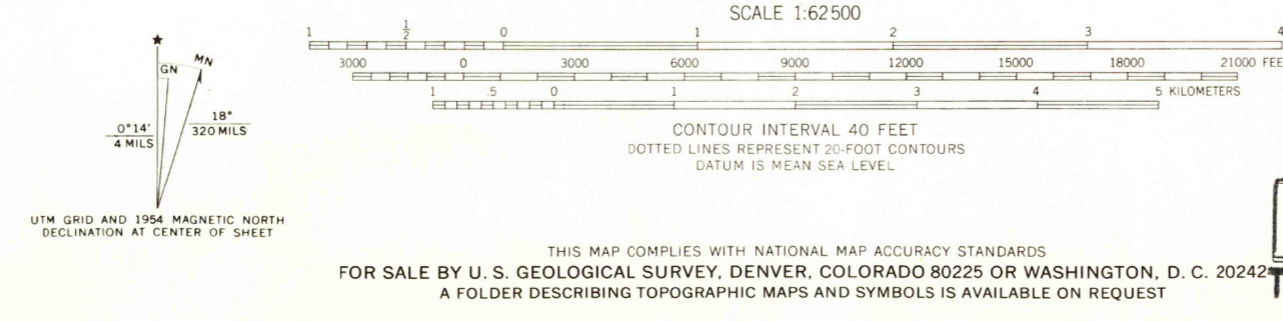 SCALE 1:62500
1 1/2 0 1 2 3 4
3000 0 3000 6000 9000 12000 15000 18000 21000
1 .5 0 1 2 3 4 5 KILOMETERS
CONTOUR INTERVAL 40 FEET
DOTTED LINES REPRESENT 20-FOOT CONTOURS
DATUM IS MEAN SEA LEVEL
GN
MN
0°14'
4 MILS
18°
320 MILS
UTM GRID AND 1954 MAGNETIC NORTH
DECLINATION AT CENTER OF SHEET
THIS MAP COMPLIES WITH NATIONAL MAP ACCURACY STANDARDS
FOR SALE BY U. S. GEOLOGICAL SURVEY, DENVER, COLORADO 80225 OR WASHINGTON, D. C. 20242
A FOLDER DESCRIBING TOPOGRAPHIC MAPS AND SYMBOLS IS AVAILABLE ON REQUEST